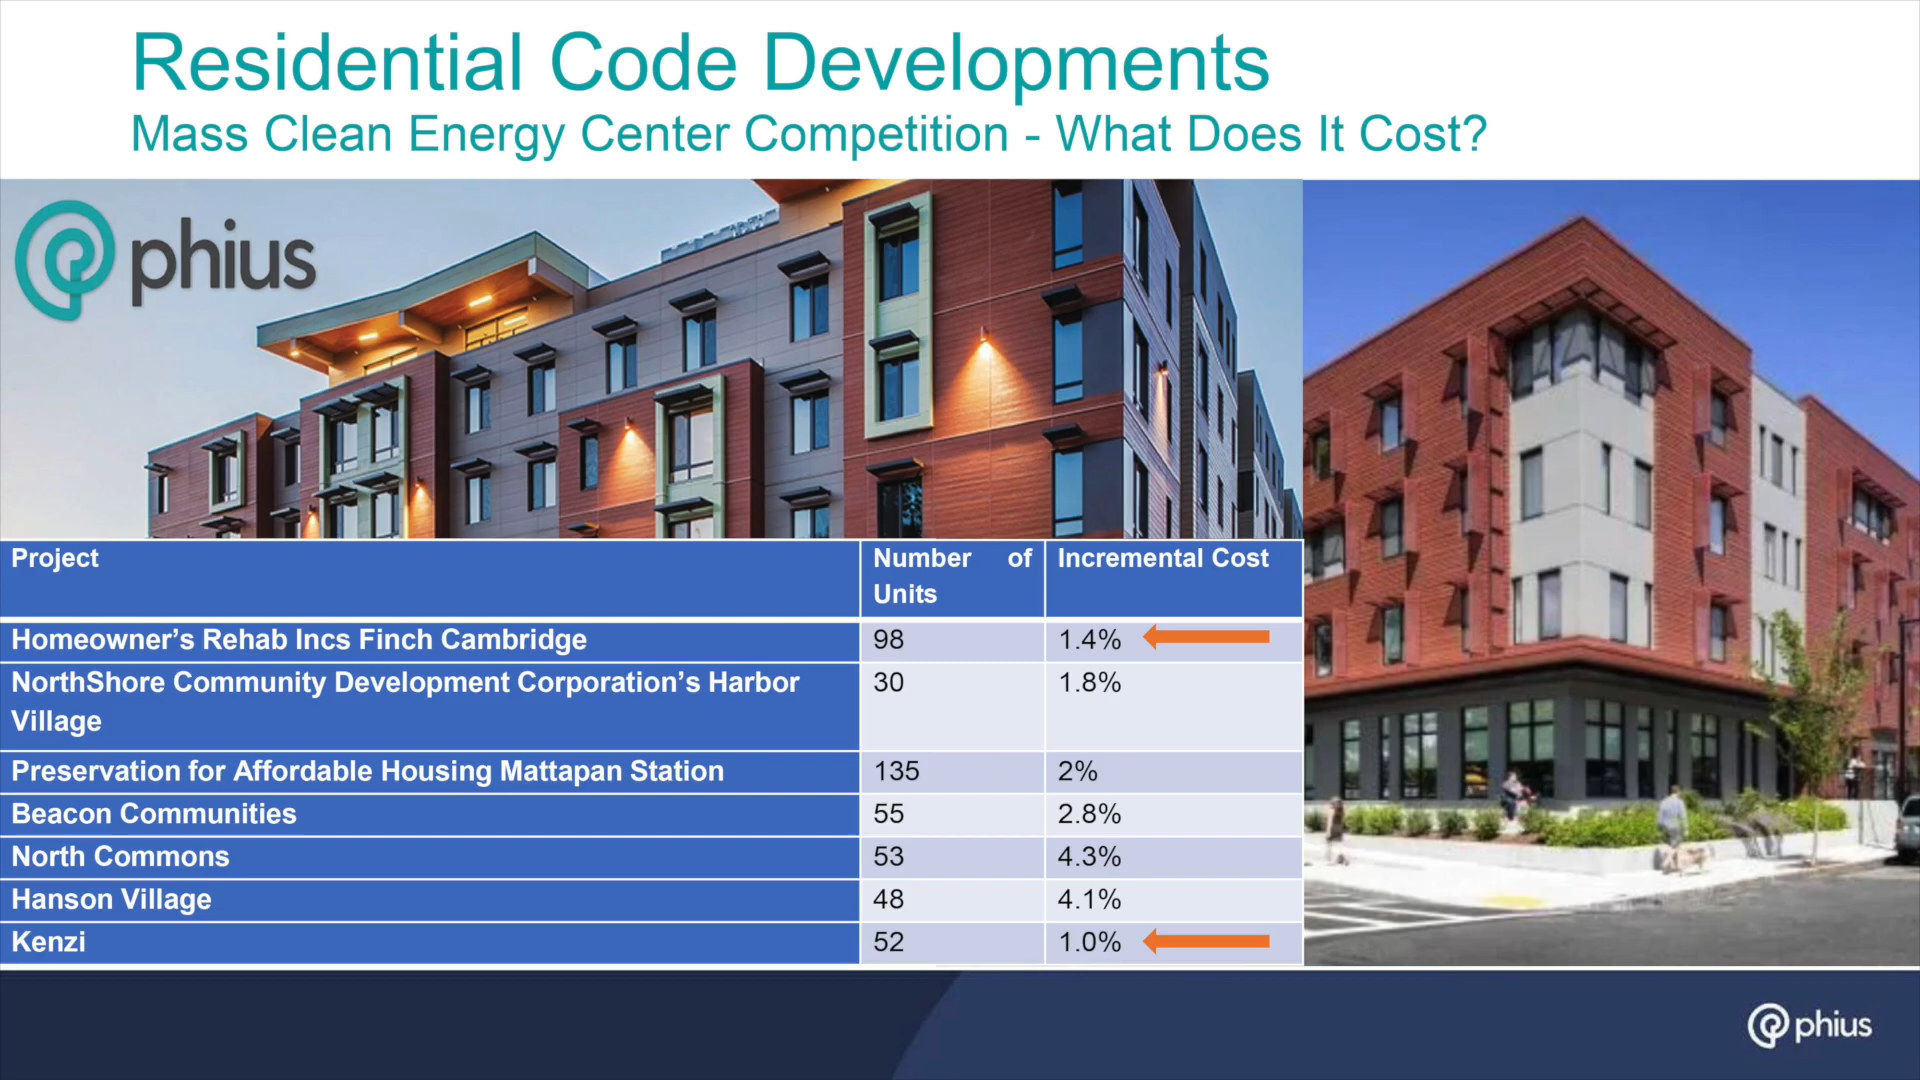 Residential Code Developments
Mass Clean Energy Center Competition - What Does It Cost?
phius
Project
Number of
Units
Incremental Cost
Homeowner’s Rehab Incs Finch Cambridge
98
1.4%
NorthShore Community Development Corporation’s Harbor
Village
30
1.8%
Preservation for Affordable Housing Mattapan Station
135
2%
Beacon Communities
55
2.8%
North Commons
53
4.3%
Hanson Village
48
4.1%
Kenzi
52
1.0%
phius